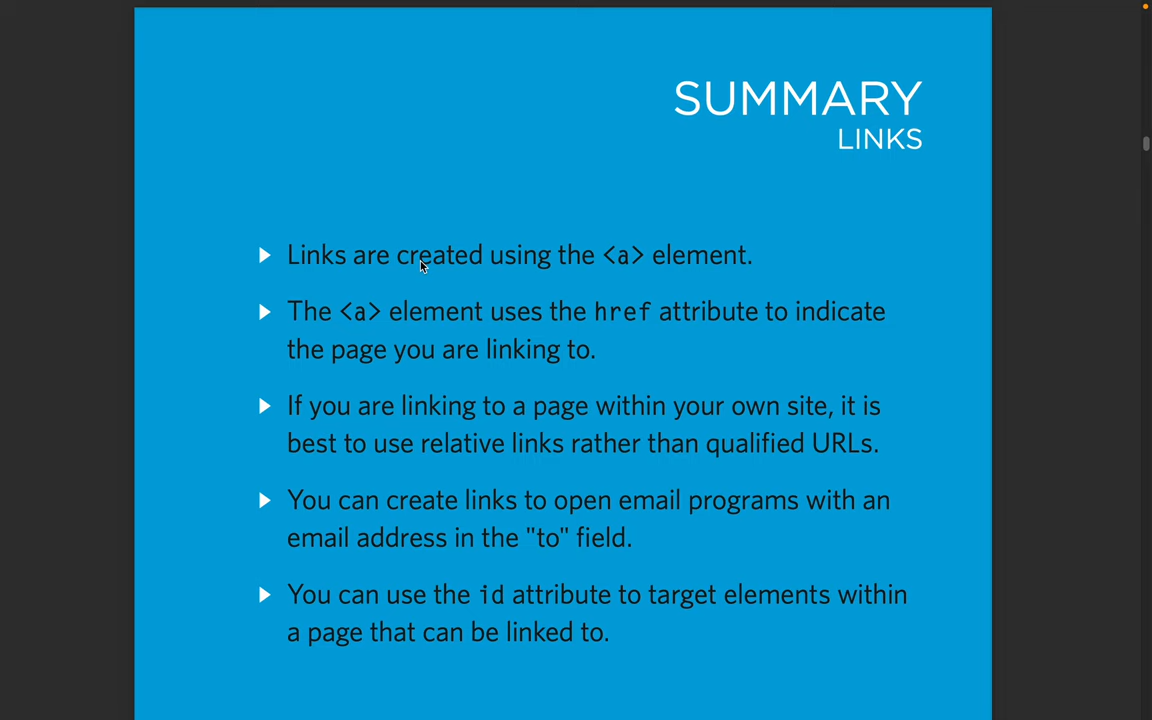 SUMMARY
LINKS
Links are created using the <a> element.
The <a> element uses the href attribute to indicate
the page you are linking to.
If you are linking to a page within your own site, it is
best to use relative links rather than qualified URLs.
You can create links to open email programs with an
email address in the "to" field.
You can use the id attribute to target elements within
a page that can be linked to.